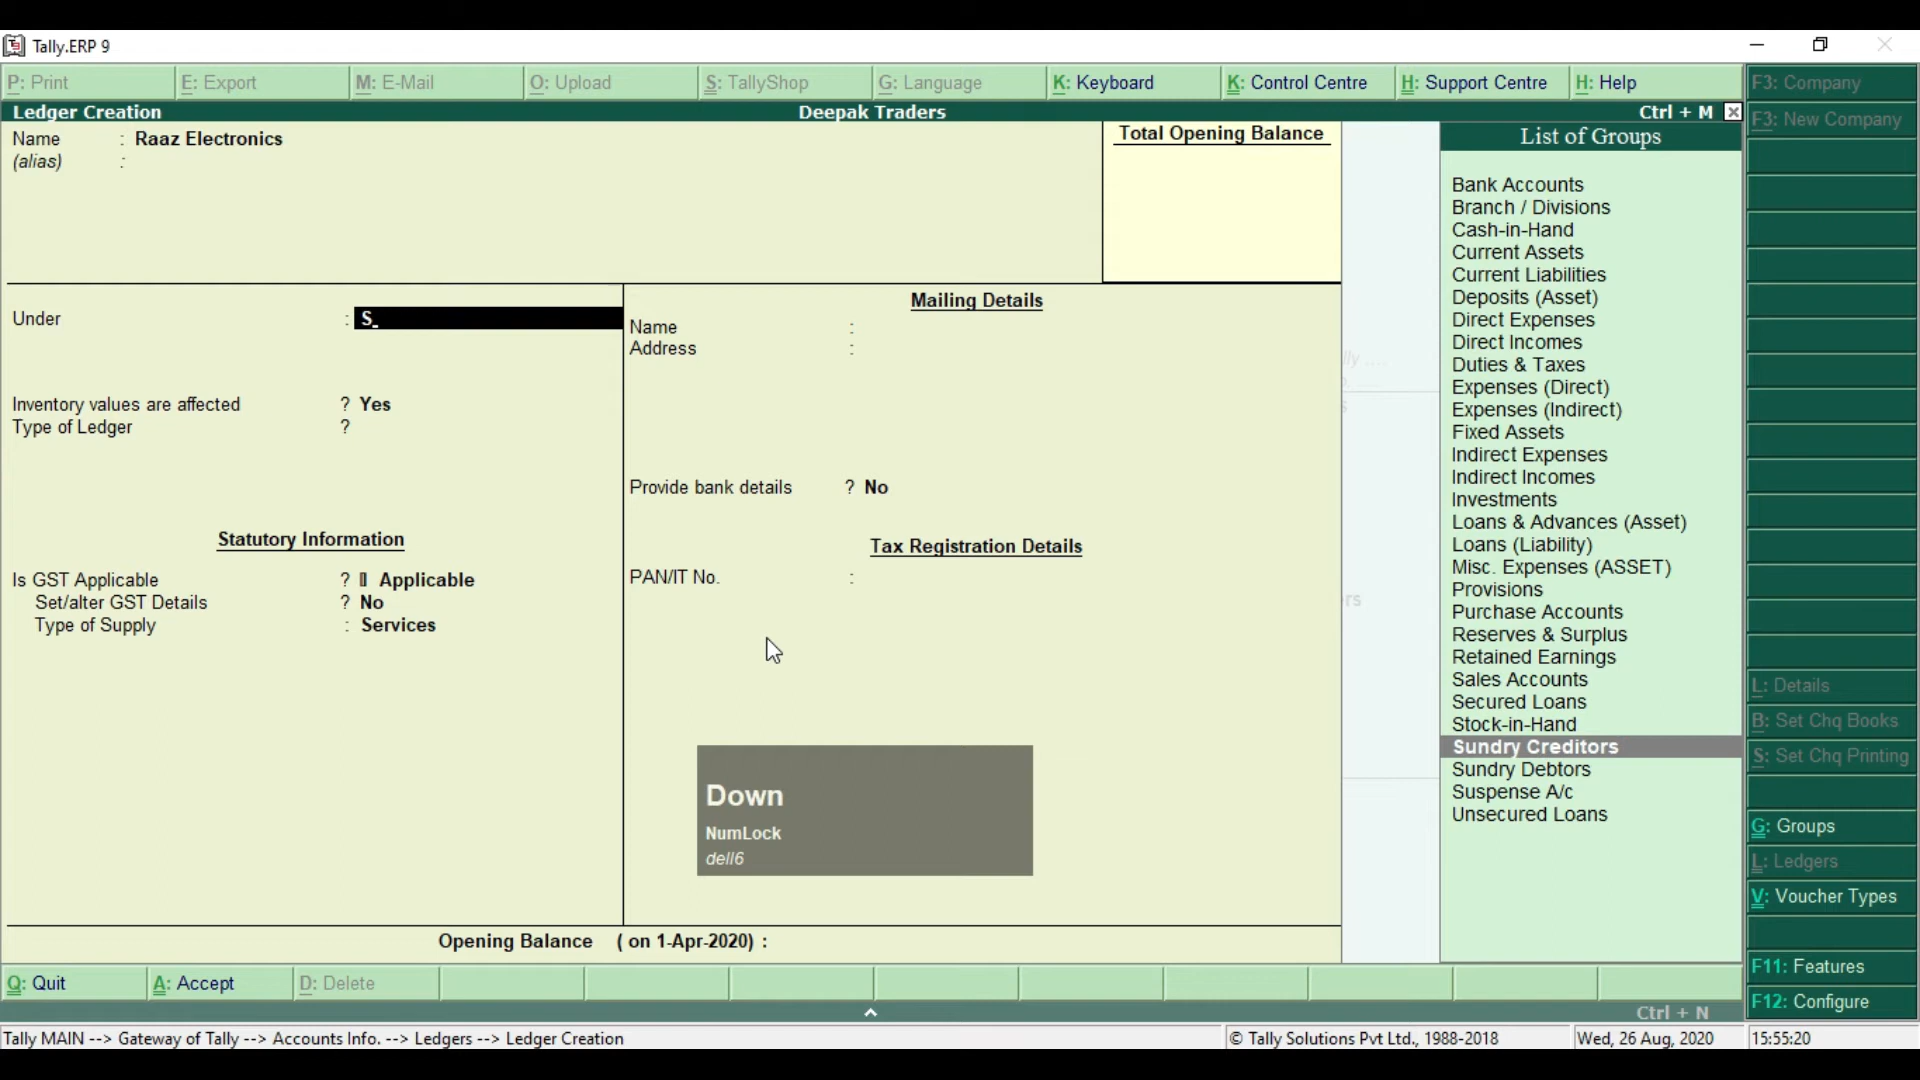 Tally.ERP 9
P: Print E: Export M: E-Mail O: Upload S: TallyShop G: Language K: Keyboard K: Control Centre H: Support Centre H: Help
F3: Company
F3: New Company
Ledger Creation Deepak Traders Ctrl + M
Name : Raaz Electronics
(alias) :
Total Opening Balance
Under : S
Mailing Details
Name :
Address :
Inventory values are affected ? Yes
Type of Ledger ?
Provide bank details ? No
Statutory Information
Tax Registration Details
Is GST Applicable ? Applicable
PAN/IT No. :
Set/alter GST Details ? No
Type of Supply : Services
Down
NumLock
dell6
Opening Balance ( on 1-Apr-2020) :
List of Groups
Bank Accounts
Branch / Divisions
Cash-in-Hand
Current Assets
Current Liabilities
Deposits (Asset)
Direct Expenses
Direct Incomes
Duties & Taxes
Expenses (Direct)
Expenses (Indirect)
Fixed Assets
Indirect Expenses
Indirect Incomes
Investments
Loans & Advances (Asset)
Loans (Liability)
Misc. Expenses (ASSET)
Provisions
Purchase Accounts
Reserves & Surplus
Retained Earnings
Sales Accounts
Secured Loans
Stock-in-Hand
Sundry Creditors
Sundry Debtors
Suspense A/c
Unsecured Loans
L: Details
B: Set Chq Books
S: Set Chq Printing
G: Groups
L: Ledgers
V: Voucher Types
F11: Features
F12: Configure
Q: Quit A: Accept D: Delete
Ctrl + N
Tally MAIN --> Gateway of Tally --> Accounts Info. --> Ledgers --> Ledger Creation © Tally Solutions Pvt Ltd., 1988-2018 Wed, 26 Aug, 2020 15:55:20